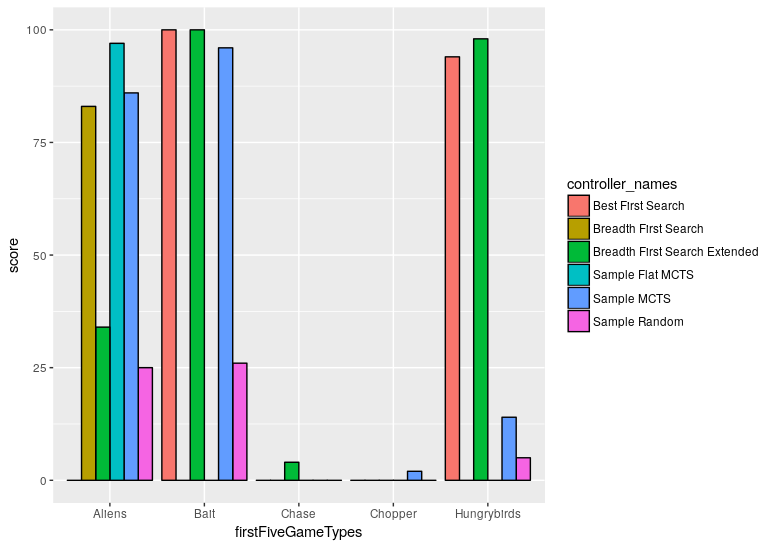 score
100
75
50
25
0
Aliens
Bait
Chase
Chopper
Hungrybirds
firstFiveGameTypes
controller_names
Best First Search
Breadth First Search
Breadth First Search Extended
Sample Flat MCTS
Sample MCTS
Sample Random